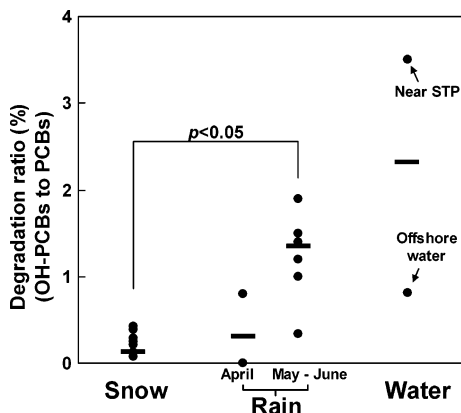 Degradation ratio (%)
(OH-PCBs to PCBs)
4
3
2
1
0
p<0.05
Near STP
Offshore
water
April
May - June
Snow
Rain
Water